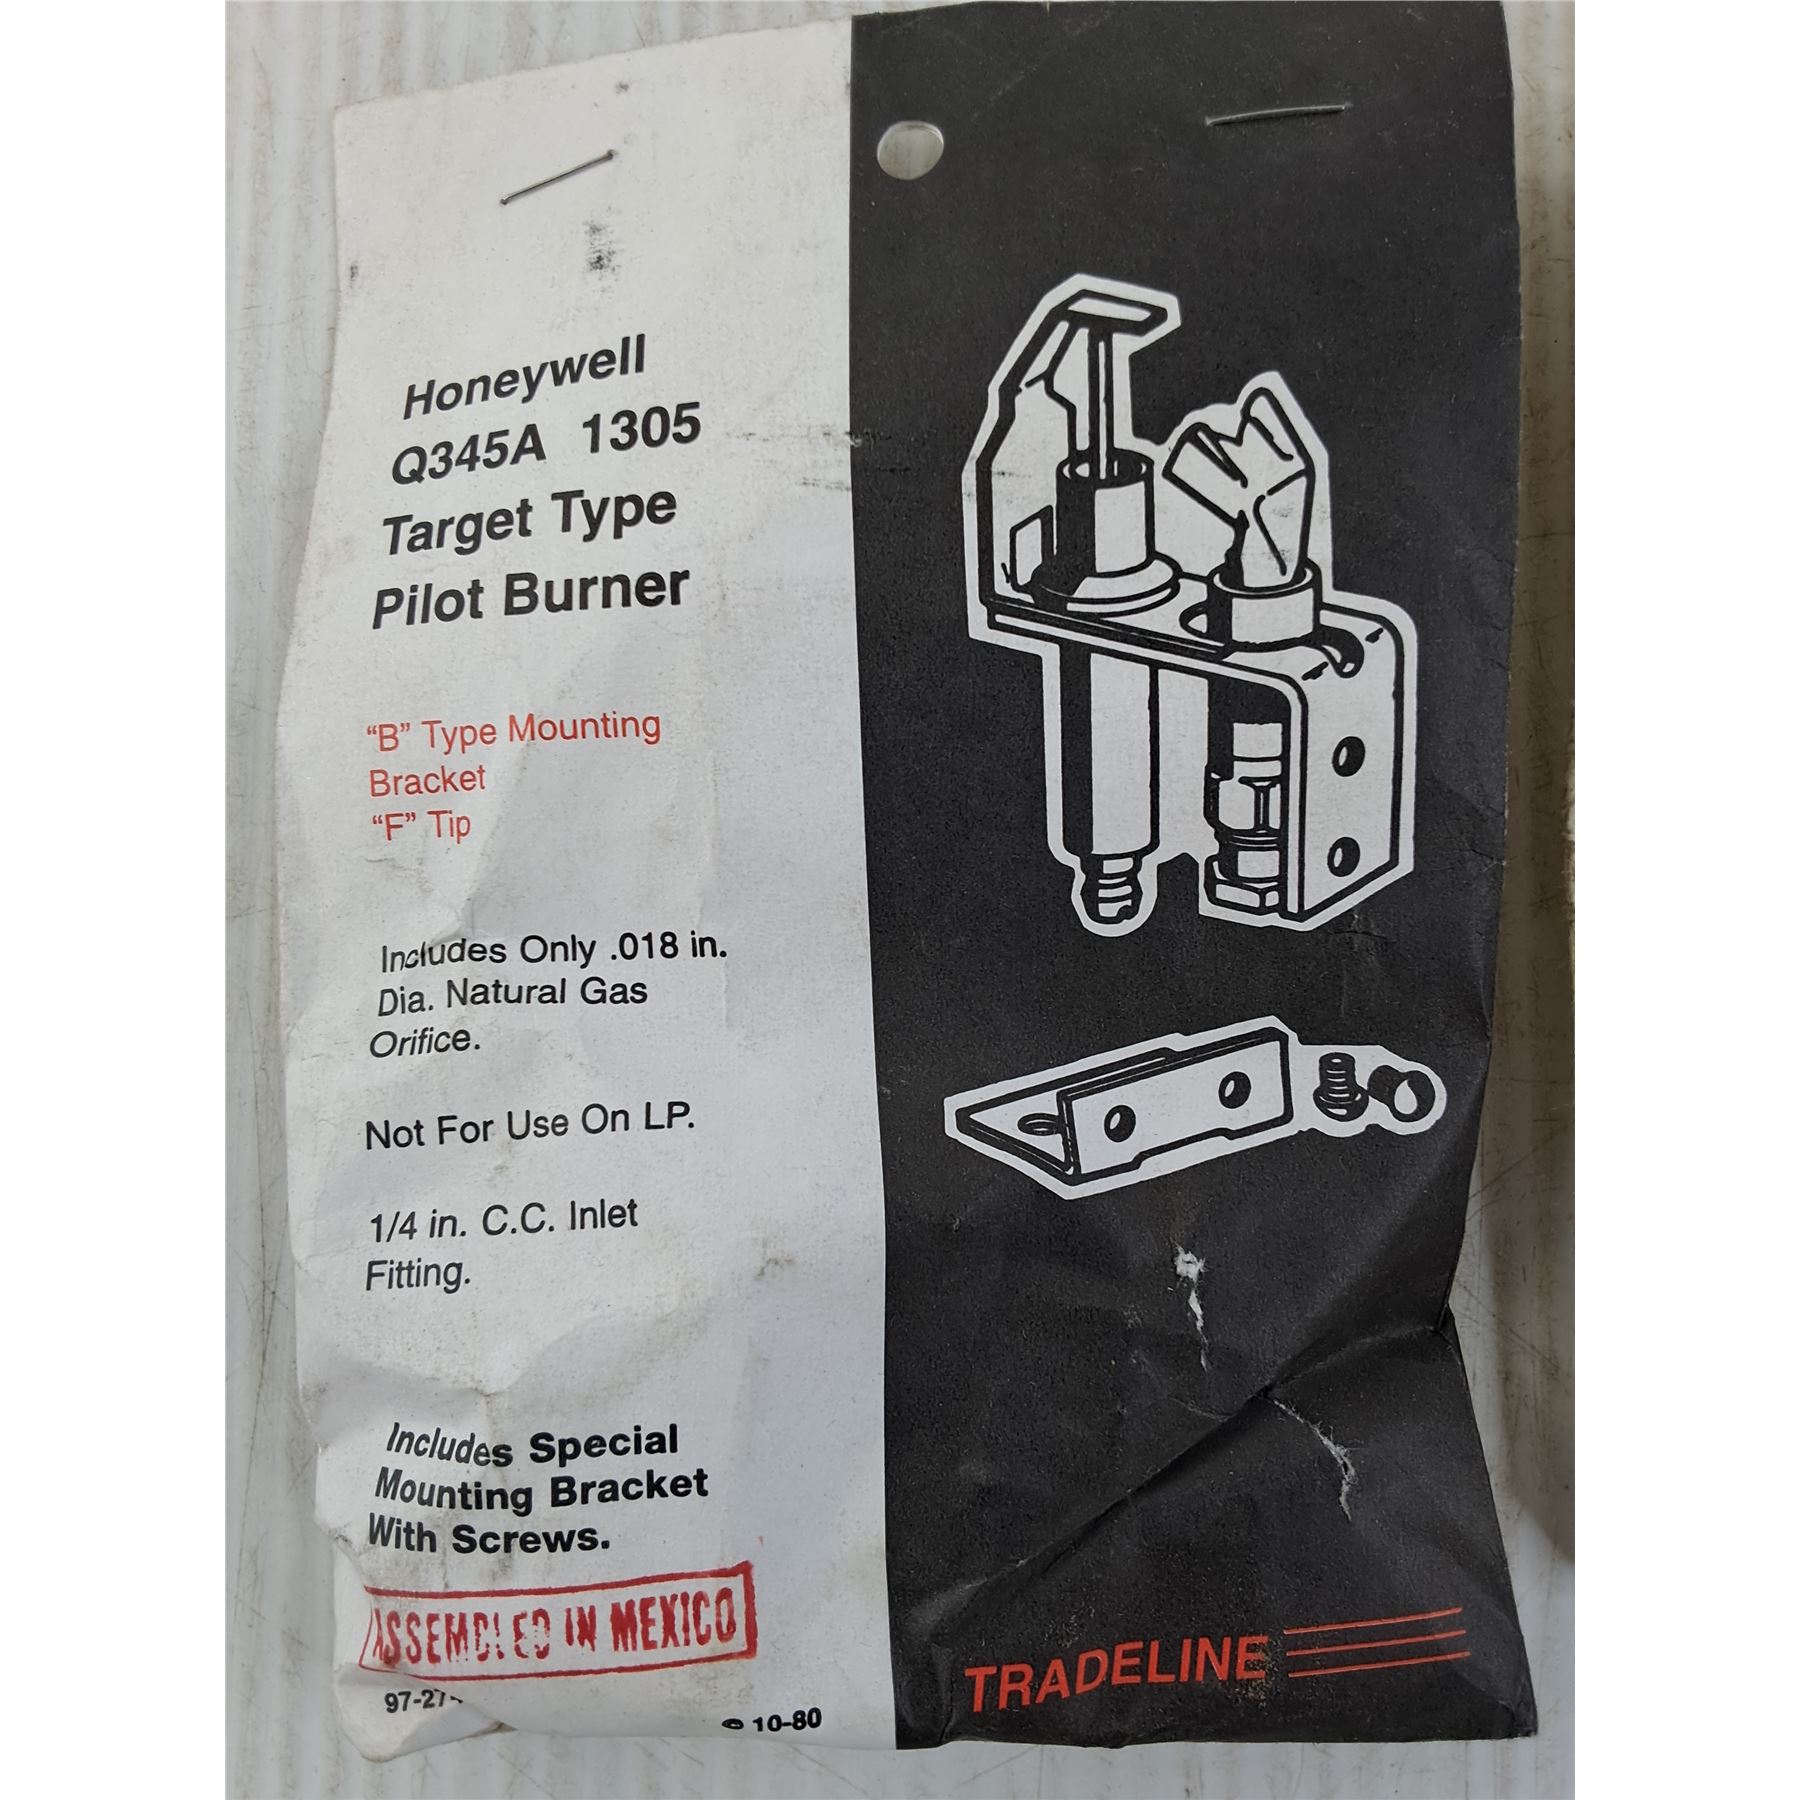 Honeywell
Q345A 1305
Target Type
Pilot Burner
“B” Type Mounting
Bracket
“F” Tip
Includes Only .018 in.
Dia. Natural Gas
Orifice.
Not For Use On LP.
1/4 in. C.C. Inlet
Fitting.
Includes Special
Mounting Bracket
With Screws.
ASSEMBLED IN MEXICO
10-80
TRADELINE